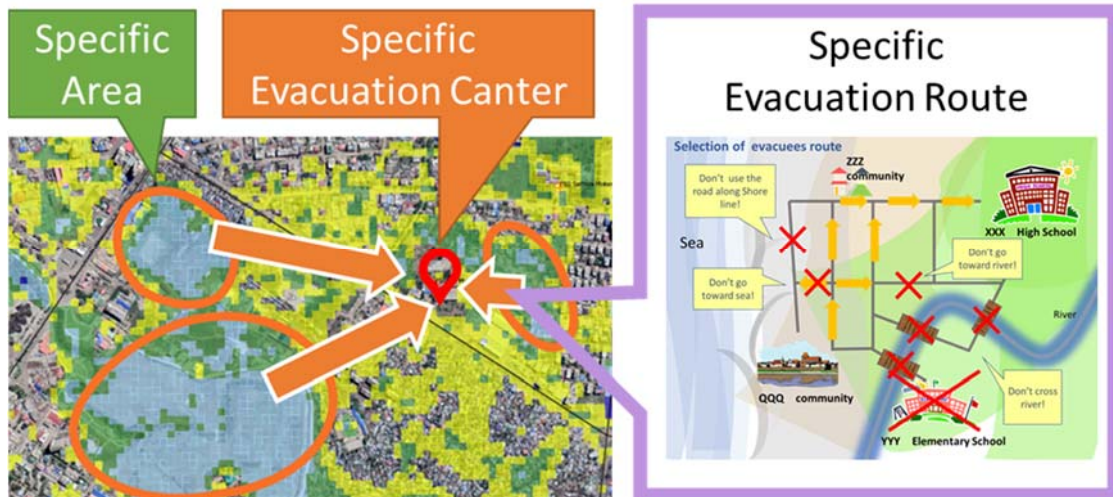 Specific
Area
Specific
Evacuation Canter
Specific
Evacuation Route
Selection of evacuees route
ZZZ
community
Don't use the
road along Shore
line!
XXX High School
Sea
Don't go
toward river!
Don't go
toward sea!
River
QQQ community
Don't cross
river!
YYY Elementary School